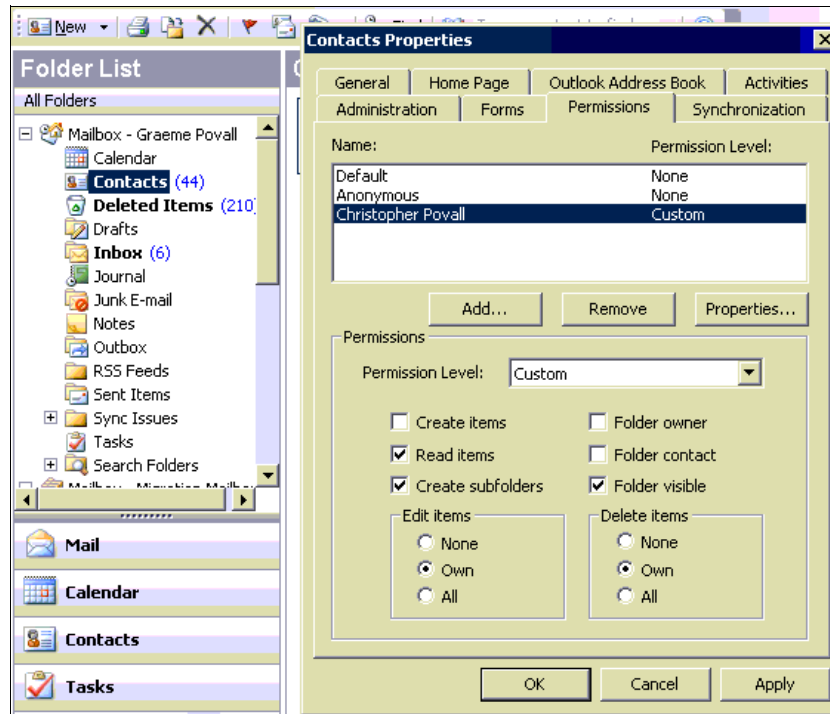 New
Folder List
All Folders
Mailbox - Graeme Povall
Calendar
Contacts (44)
Deleted Items (210)
Drafts
Inbox (6)
Journal
Junk E-mail
Notes
Outbox
RSS Feeds
Sent Items
Sync Issues
Tasks
Search Folders
Mail
Calendar
Contacts
Tasks
Contacts Properties
General Home Page Outlook Address Book Activities
Administration Forms Permissions Synchronization
Name: Permission Level:
Default None
Anonymous None
Christopher Povall Custom
Add... Remove Properties...
Permissions
Permission Level: Custom
Create items Folder owner
Read items Folder contact
Create subfolders Folder visible
Edit items Delete items
None None
Own Own
All All
OK Cancel Apply